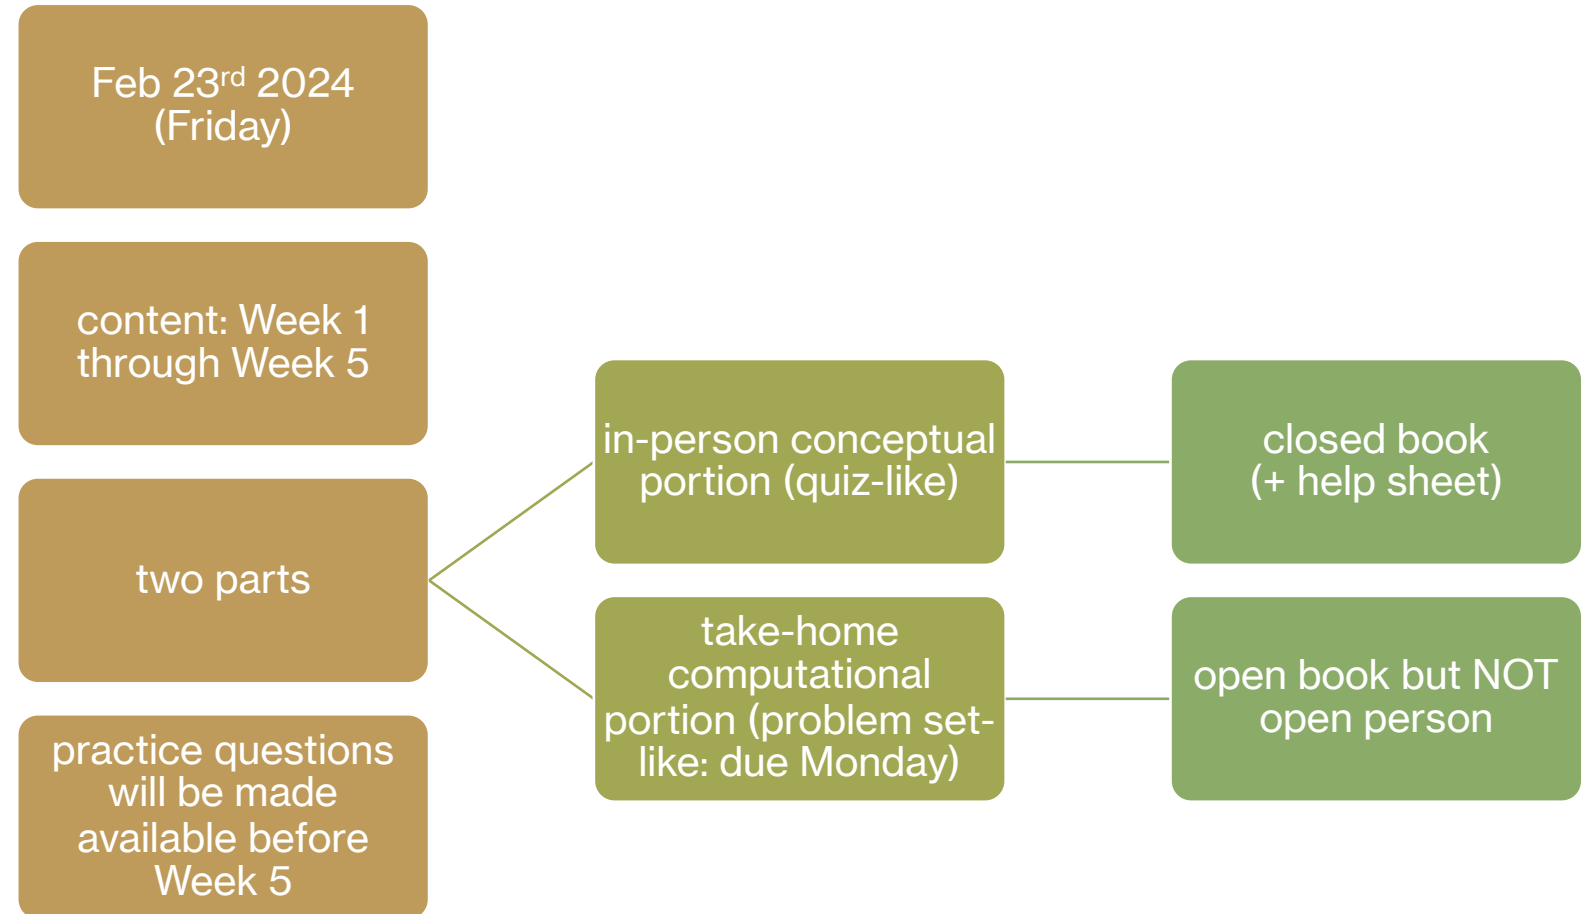 Feb 23rd 2024
(Friday)
content: Week 1
through Week 5
two parts
practice questions
will be made
available before
Week 5
in-person conceptual
portion (quiz-like)
take-home
computational
portion (problem set-
like: due Monday)
closed book
(+ help sheet)
open book but NOT
open person